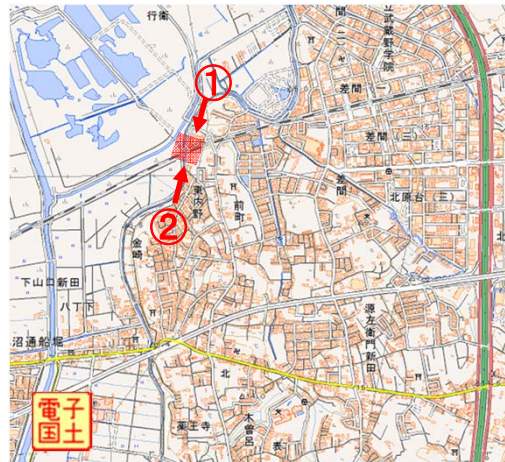 行衛
間二
立武蔵野学院
①
差間一
差間(三)
差間
北原台(三)
東内野
前町
②
金崎
下山口新田
八丁下
沼通船堀
源左衛門新田
北
北
薬王寺
木曽呂
表
電子
国土